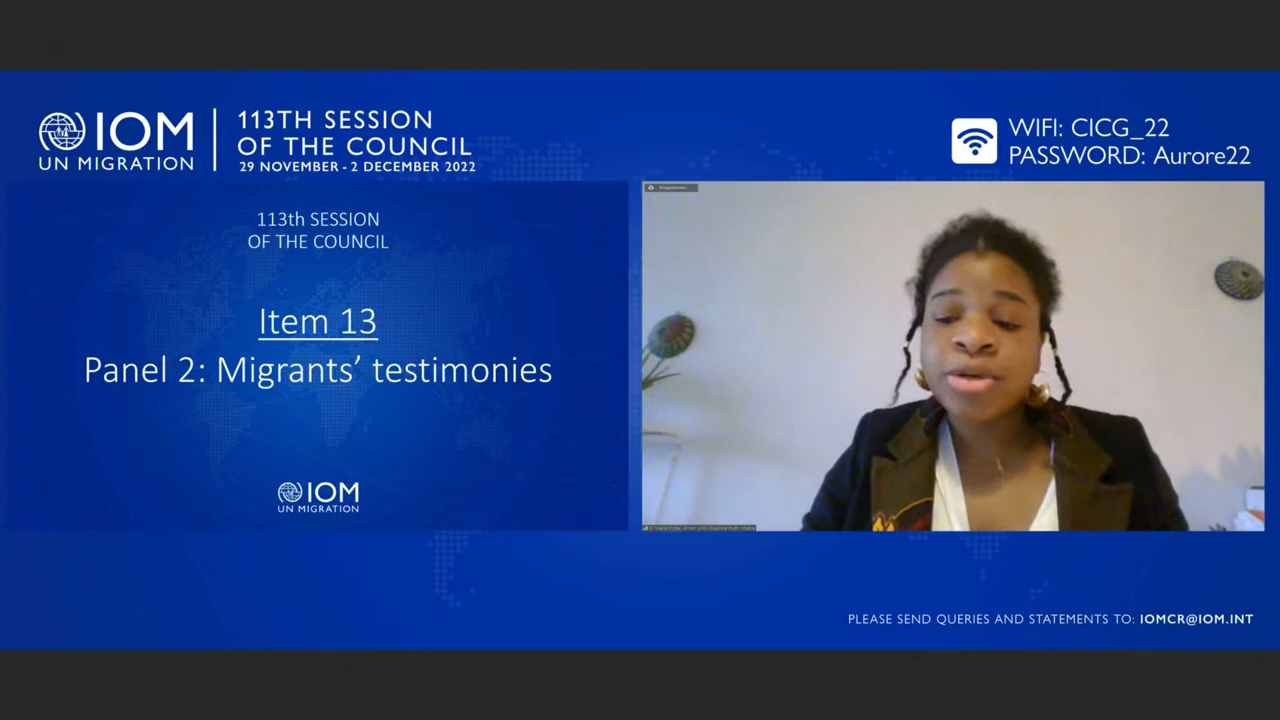 IOM
UN MIGRATION
113TH SESSION
OF THE COUNCIL
29 NOVEMBER - 2 DECEMBER 2022
WIFI: CICG_22
PASSWORD: Aurore22
113th SESSION
OF THE COUNCIL
Item 13
Panel 2: Migrants’ testimonies
IOM
UN MIGRATION
PLEASE SEND QUERIES AND STATEMENTS TO: IOMCR@IOM.INT